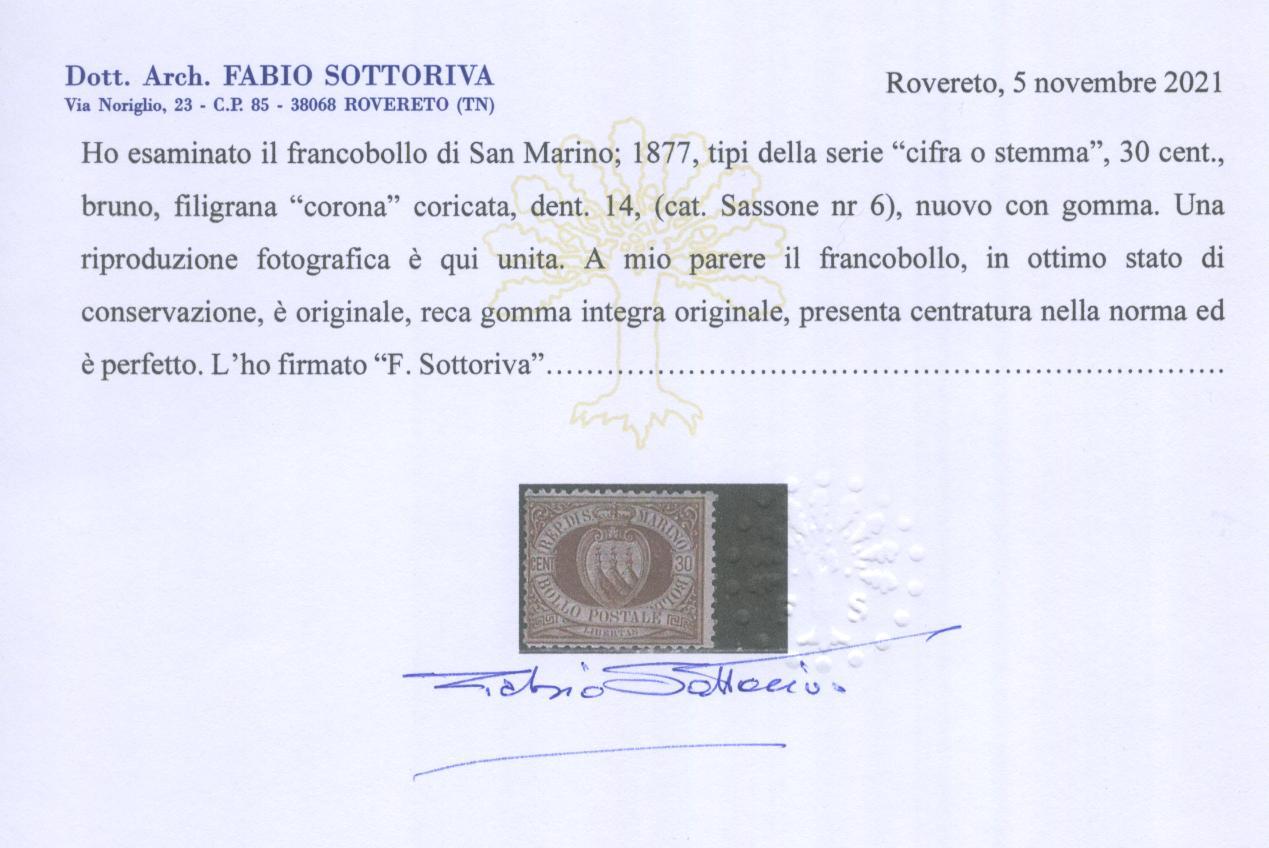 Dott. Arch. FABIO SOTTORIVA
Via Noriglio, 23 - C.P. 85 - 38068 ROVERETO (TN)
Rovereto, 5 novembre 2021
Ho esaminato il francobollo di San Marino; 1877, tipi della serie “cifra o stemma”, 30 cent.,
bruno, filigrana “corona” coricata, dent. 14, (cat. Sassone nr 6), nuovo con gomma. Una
riproduzione fotografica è qui unita. A mio parere il francobollo, in ottimo stato di
conservazione, è originale, reca gomma integra originale, presenta centratura nella norma ed
è perfetto. L’ho firmato “F. Sottoriva”......................................................................................
REP. DI S. MARINO
CENT 30
BOLLO POSTALE
LIBERTAS
Fabio Sottoriva